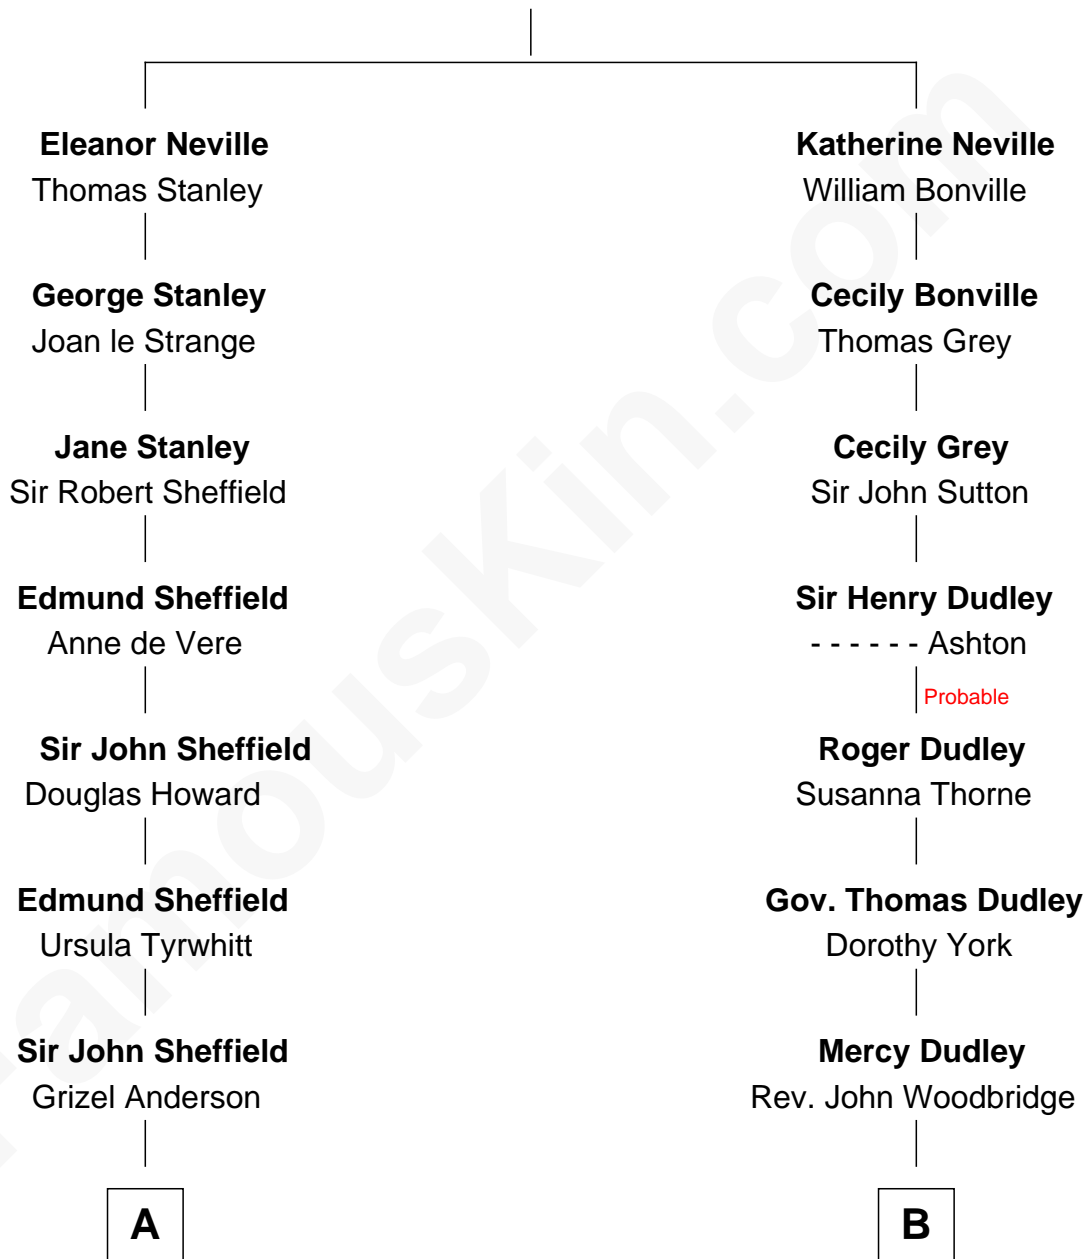 Eleanor Neville
Thomas Stanley
George Stanley
Joan le Strange
Jane Stanley
Sir Robert Sheffield
Edmund Sheffield
Anne de Vere
Sir John Sheffield
Douglas Howard
Edmund Sheffield
Ursula Tyrwhitt
Sir John Sheffield
Grizel Anderson
A
Katherine Neville
William Bonville
Cecily Bonville
Thomas Grey
Cecily Grey
Sir John Sutton
Sir Henry Dudley
- - - - - - Ashton
Probable
Roger Dudley
Susanna Thorne
Gov. Thomas Dudley
Dorothy York
Mercy Dudley
Rev. John Woodbridge
B
FamousKin.com